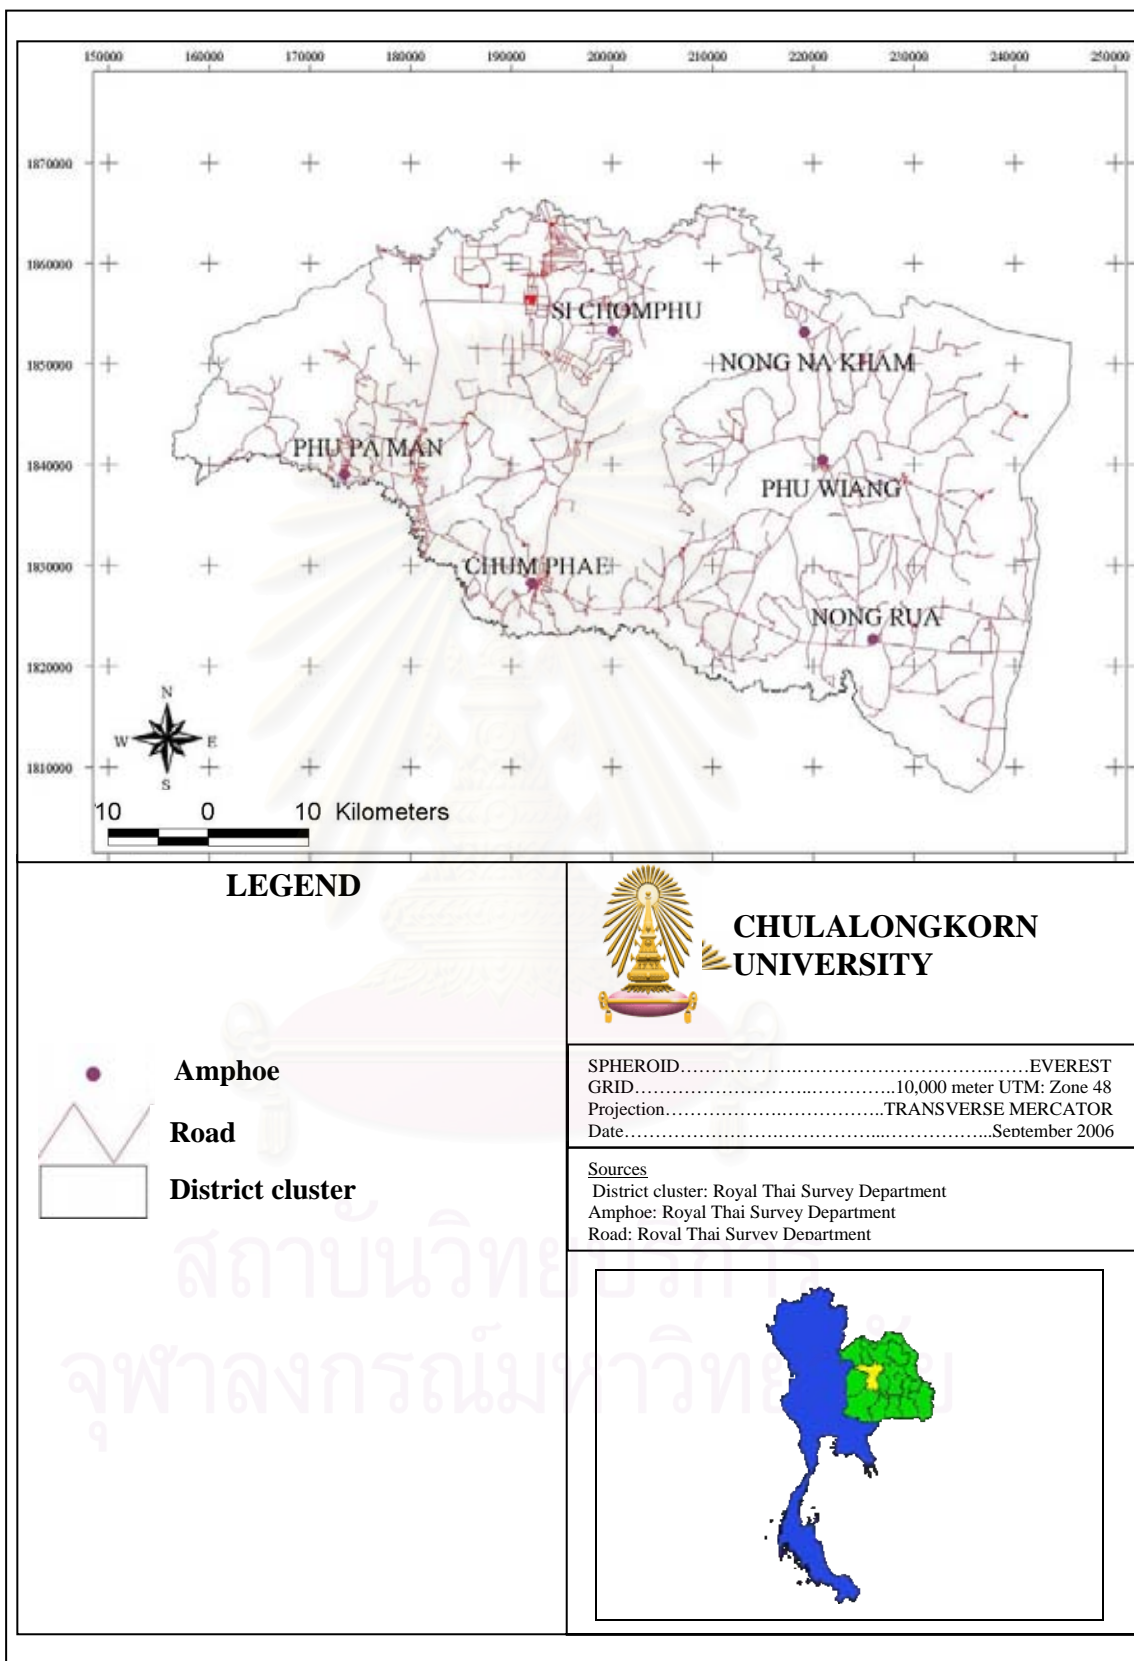 150000 160000 170000 180000 190000 200000 210000 220000 230000 240000 250000
1870000
1860000
SI CHOMPHU
NONG NA KHAM
1850000
PHU PA MAN
1840000
PHU WIANG
1830000
CHUM PHAE
NONG RUA
1820000
N
W E
S
1810000
10 0 10 Kilometers
LEGEND
CHULALONGKORN
UNIVERSITY
Amphoe
Road
District cluster
SPHEROID…………………………………………………EVEREST
GRID……………………………………10,000 meter UTM: Zone 48
Projection………………………………TRANSVERSE MERCATOR
Date……………………………………………………September 2006
Sources
District cluster: Royal Thai Survey Department
Amphoe: Royal Thai Survey Department
Road: Royal Thai Survey Department
สถาบันวิทยบริการ
จุฬาลงกรณ์มหาวิทยาลัย